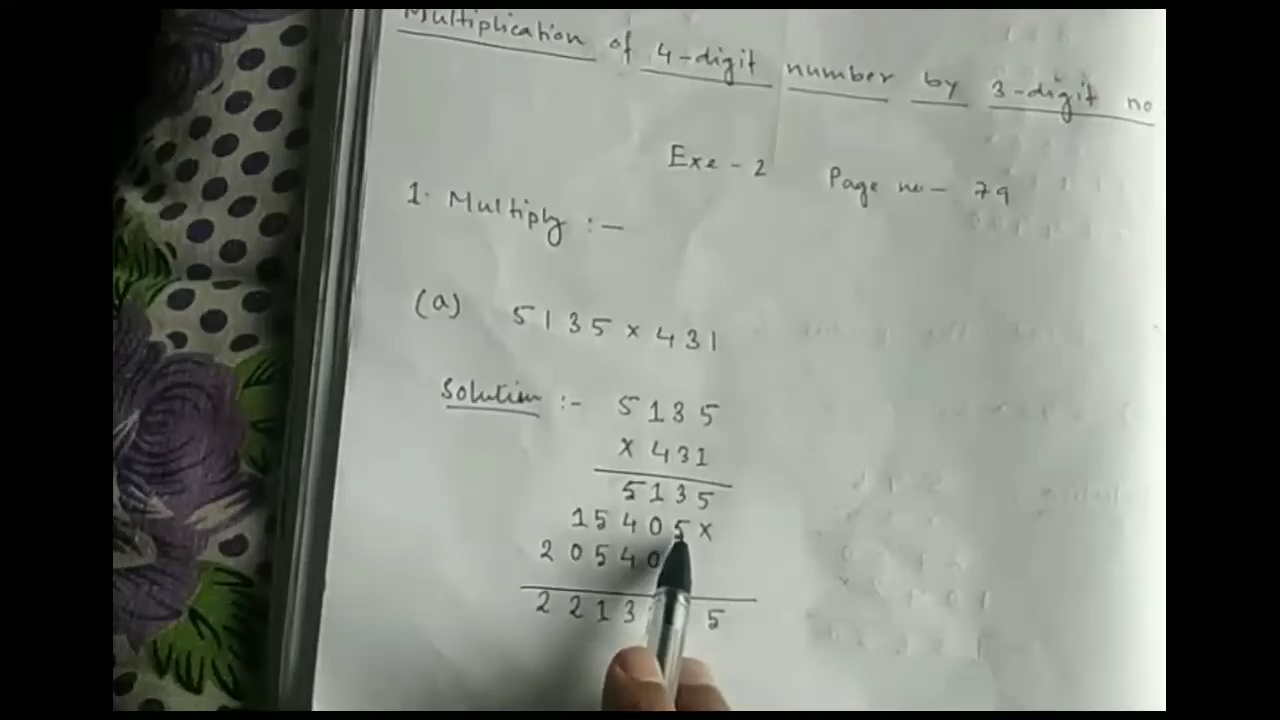 Multiplication of 4-digit number by 3-digit no
Exe - 2 Page no - 79
1. Multiply :-
(a) 5135 x 431
Solution :- 5135
x 431
5135
15405x
20540
2213 5